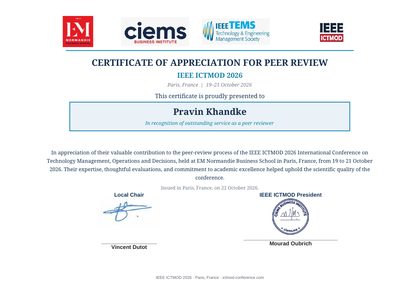 EM
NORMANDIE
ciems
BUSINESS INSTITUTE
IEEE TEMS
Technology & Engineering
Management Society
IEEE
ICTMOD
CERTIFICATE OF APPRECIATION FOR PEER REVIEW
IEEE ICTMOD 2026
Paris, France | 19–21 October 2026
This certificate is proudly presented to
Pravin Khandke
In recognition of outstanding service as a peer reviewer
In appreciation of their valuable contribution to the peer-review process of the IEEE ICTMOD 2026 International Conference on
Technology Management, Operations and Decisions, held at EM Normandie Business School in Paris, France, from 19 to 21 October
2026. Their expertise, thoughtful evaluations, and commitment to academic excellence helped uphold the scientific quality of the
conference.
Issued in Paris, France, on 22 October 2026.
Local Chair
IEEE ICTMOD President
Vincent Dutot
Mourad Oubrich
IEEE ICTMOD 2026 · Paris, France · ictmod-conference.com